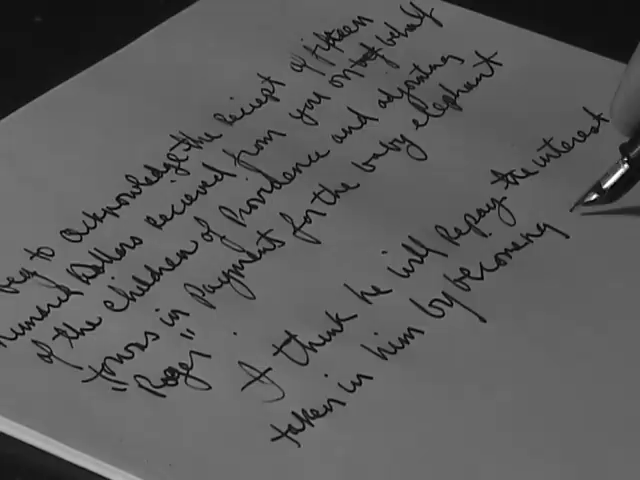 beg to acknowledge the reciept of fifteen
hundred Dollars recieved from you on behalf
of the children of Providence and adjoining
towns in Payment for the baby elephant
"Roger".
I think he will repay the interest
taken in him by becoming